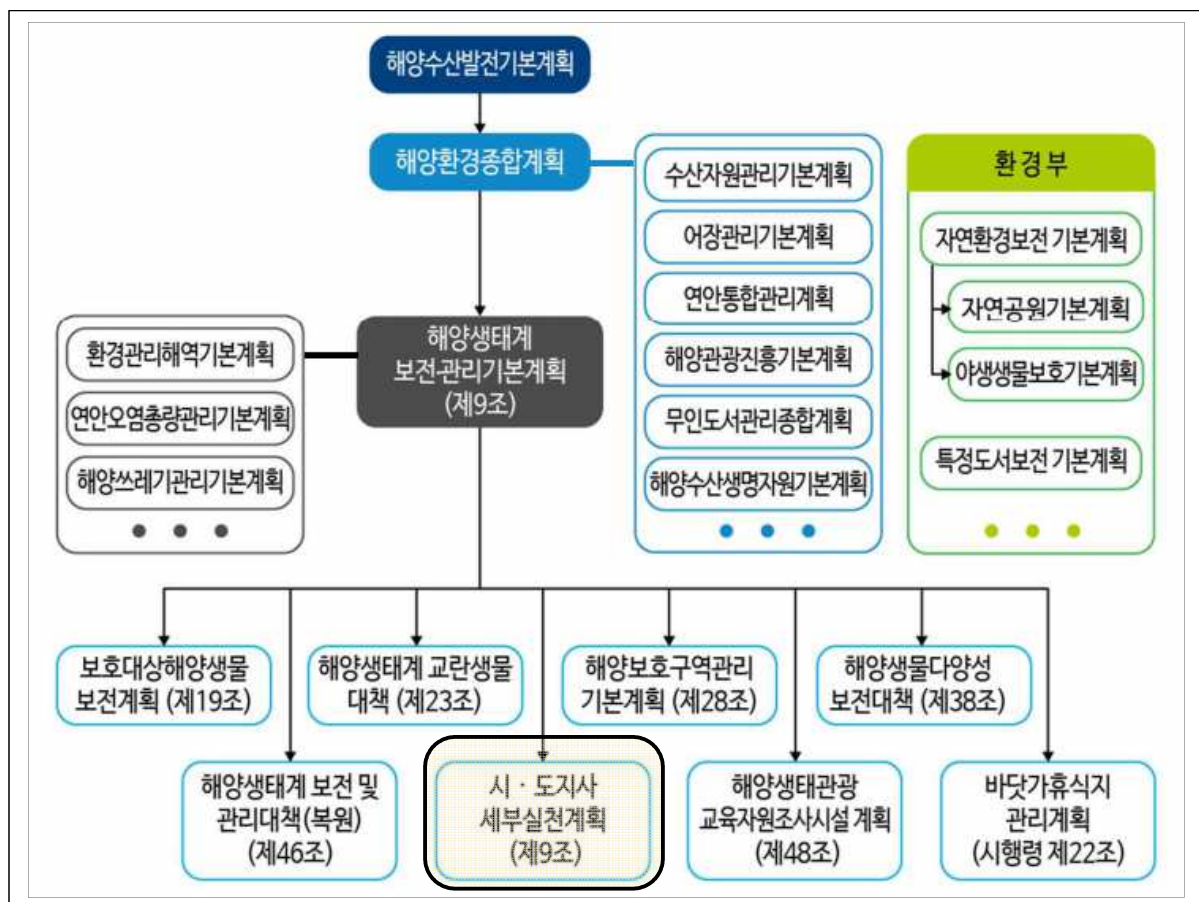 해양수산발전기본계획
해양환경종합계획
수산자원관리기본계획
어장관리기본계획
연안통합관리계획
해양관광진흥기본계획
무인도서관리종합계획
해양수산생명자원기본계획
환경부
자연환경보전 기본계획
자연공원기본계획
야생생물보호기본계획
특정도서보전 기본계획
해양생태계
보전·관리기본계획
(제9조)
환경관리해역기본계획
연안오염총량관리기본계획
해양쓰레기관리기본계획
보호대상해양생물
보전계획 (제19조)
해양생태계 교란생물
대책 (제23조)
해양보호구역관리
기본계획 (제28조)
해양생물다양성
보전대책 (제38조)
해양생태계 보전 및
관리대책(복원)
(제46조)
시 · 도지사
세부실천계획
(제9조)
해양생태관광
교육자원조사시설 계획
(제48조)
바닷가휴식지
관리계획
(시행령 제22조)